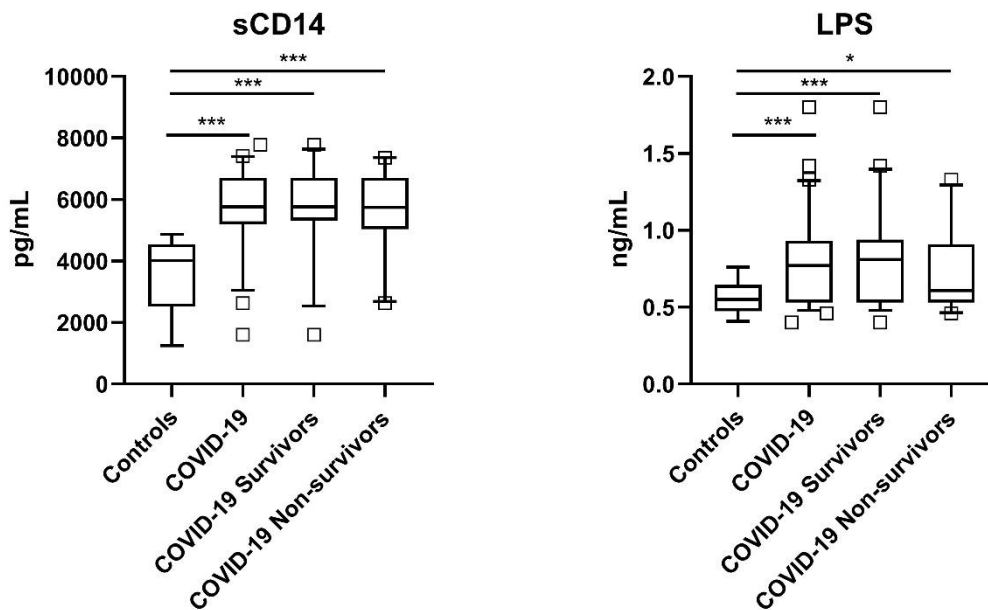 sCD14
***
***
***
10000
8000
6000
4000
2000
0
pg/mL
Controls
COVID-19
COVID-19 Survivors
COVID-19 Non-survivors
LPS
*
***
***
2.0
1.5
1.0
0.5
0.0
ng/mL
Controls
COVID-19
COVID-19 Survivors
COVID-19 Non-survivors